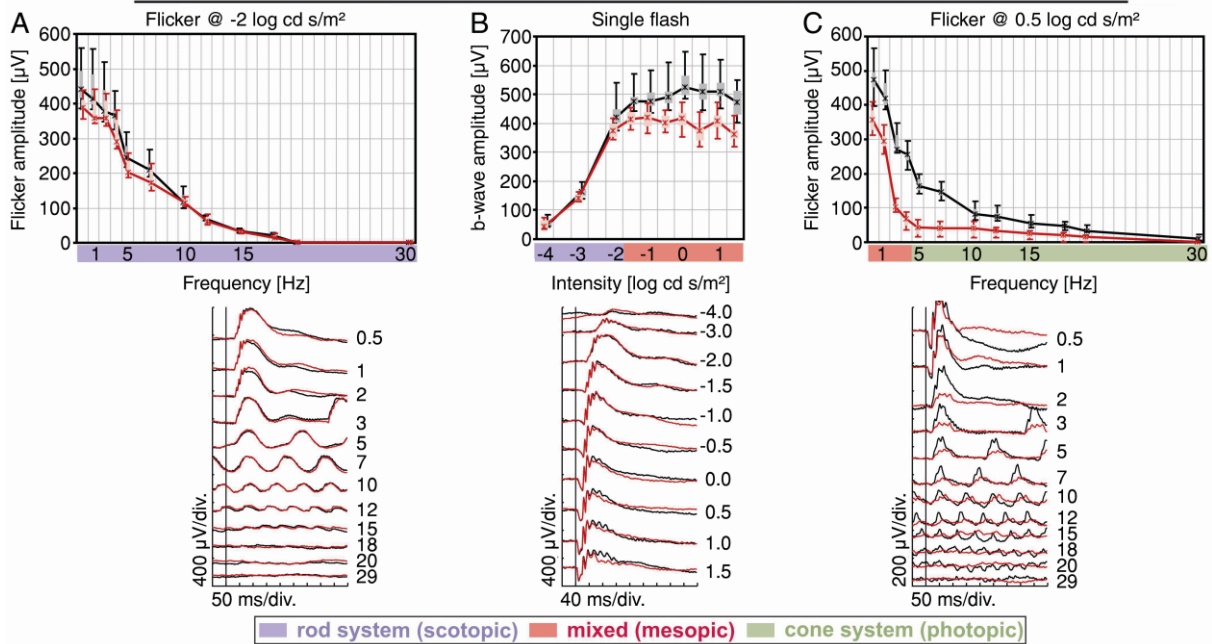 A Flicker @ -2 log cd s/m²
Flicker amplitude [µV]
600
500
400
300
200
100
0
1 5 10 15 30
Frequency [Hz]
0.5
1
2
3
5
7
10
12
15
18
20
29
400 µV/div.
50 ms/div.
B Single flash
b-wave amplitude [µV]
700
600
500
400
300
200
100
0
-4 -3 -2 -1 0 1
Intensity [log cd s/m²]
-4.0
-3.0
-2.0
-1.5
-1.0
-0.5
0.0
0.5
1.0
1.5
400 µV/div.
40 ms/div.
C Flicker @ 0.5 log cd s/m²
Flicker amplitude [µV]
600
500
400
300
200
100
0
1 5 10 15 30
Frequency [Hz]
0.5
1
2
3
5
7
10
12
15
18
20
29
200 µV/div.
50 ms/div.
rod system (scotopic) mixed (mesopic) cone system (photopic)